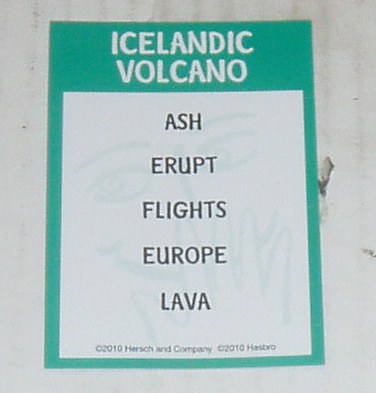 ICELANDIC
VOLCANO
ASH
ERUPT
FLIGHTS
EUROPE
LAVA
©2010 Hersch and Company ©2010 Hasbro